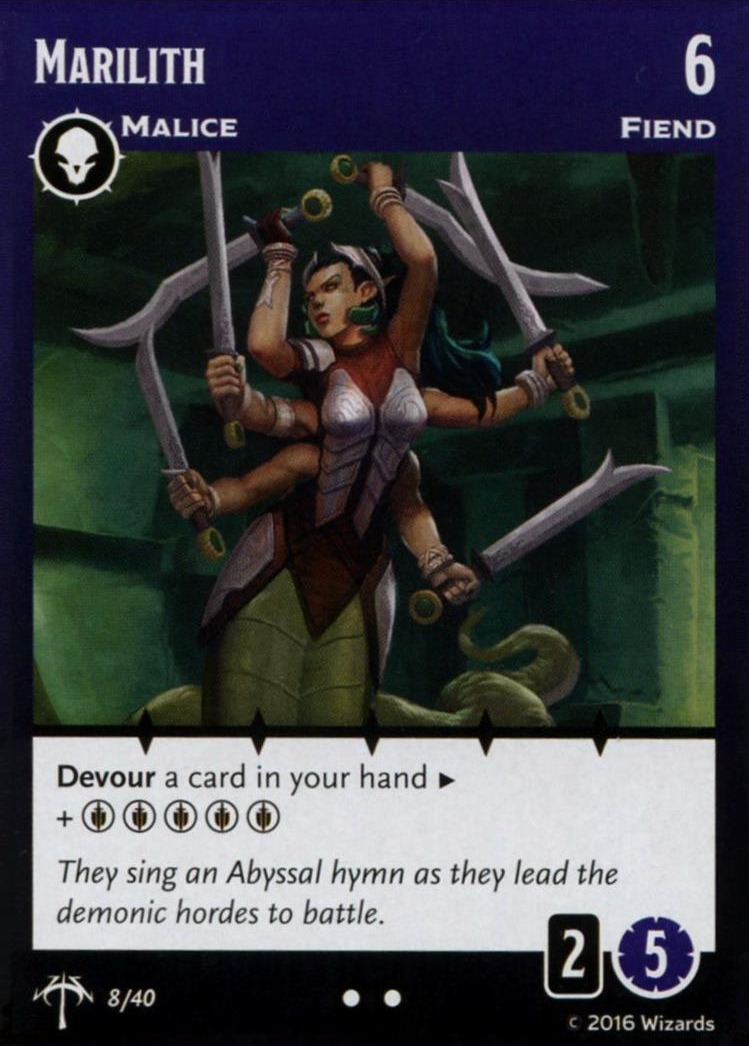 MARILITH 6
MALICE FIEND
Devour a card in your hand ►
+
They sing an Abyssal hymn as they lead the
demonic hordes to battle.
2 5
8/40
© 2016 Wizards